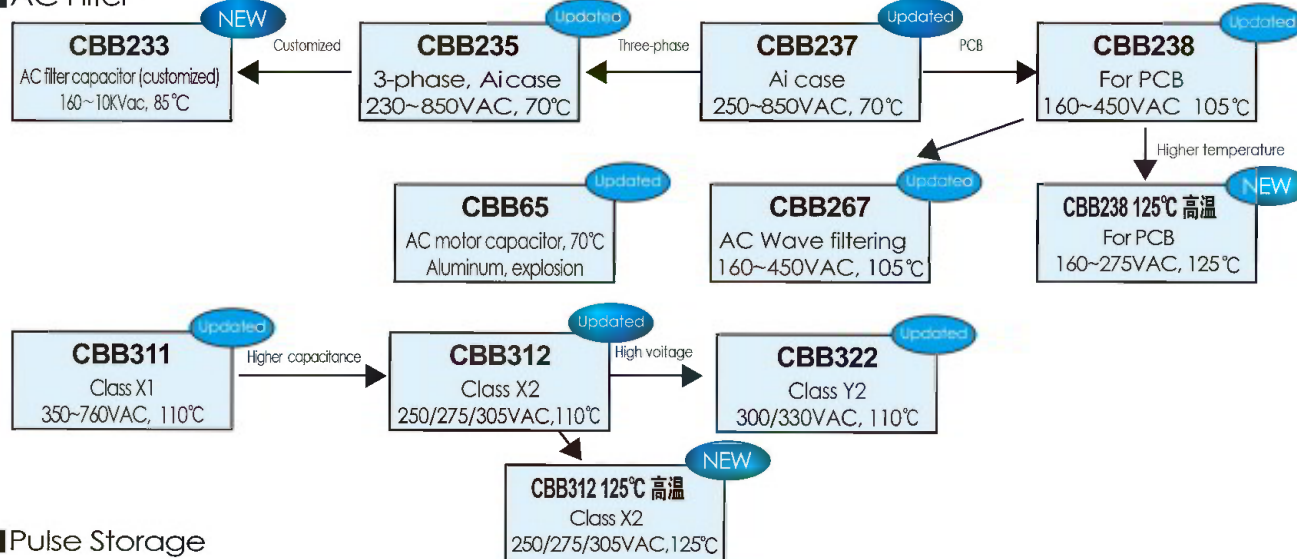 AC Filter
NEW
CBB233
AC filter capacitor (customized)
160~10KVac, 85℃
Customized
Updated
CBB235
3-phase, Ai case
230~850VAC, 70℃
Three-phase
Updated
CBB237
Ai case
250~850VAC, 70℃
PCB
Updated
CBB238
For PCB
160~450VAC 105℃
Higher temperature
Updated
CBB65
AC motor capacitor, 70℃
Aluminum, explosion
Updated
CBB267
AC Wave filtering
160~450VAC, 105℃
NEW
CBB238 125℃ 高温
For PCB
160~275VAC, 125℃
Updated
CBB311
Class X1
350~760VAC, 110℃
Higher capacitance
Updated
CBB312
Class X2
250/275/305VAC,110℃
High voitage
Updated
CBB322
Class Y2
300/330VAC, 110℃
NEW
CBB312 125℃ 高温
Class X2
250/275/305VAC,125℃
Pulse Storage